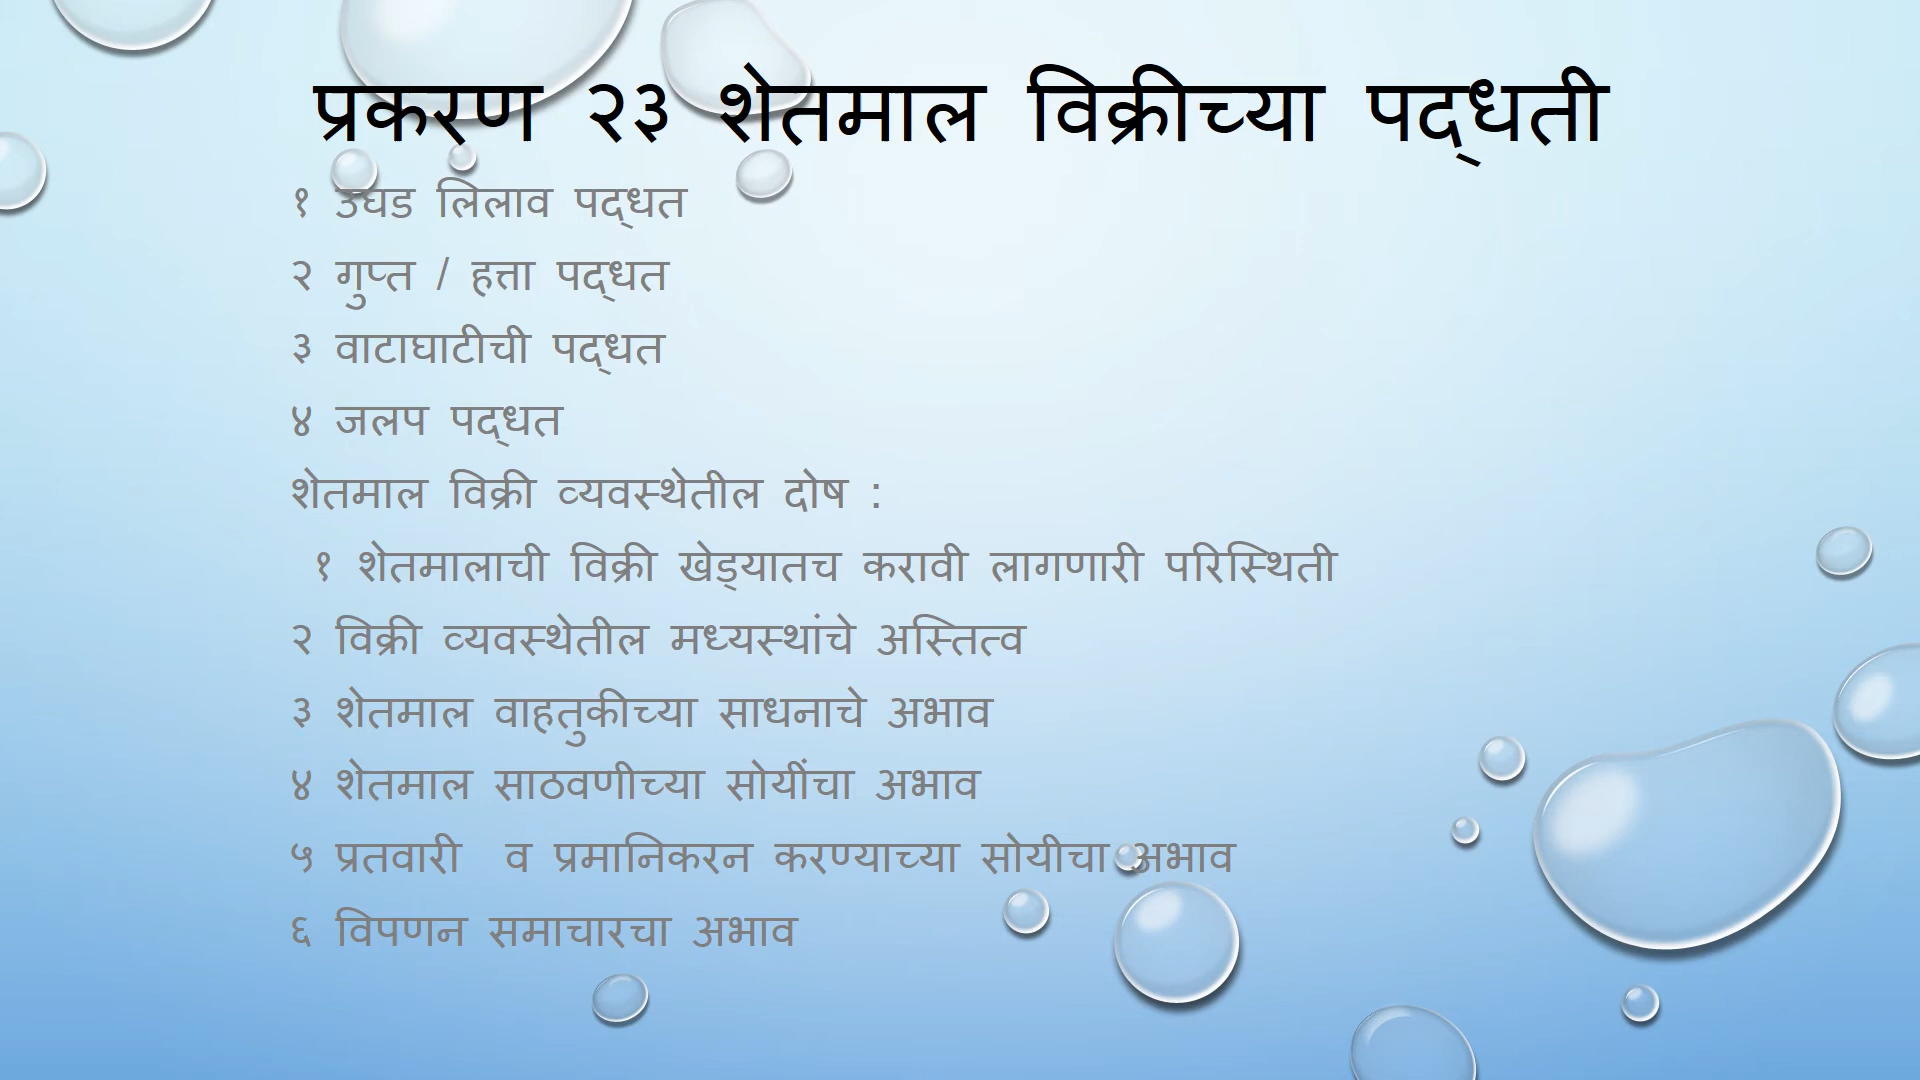 प्रकरण २३ शेतमाल विक्रीच्या पद्धती
१ उघड लिलाव पद्धत
२ गुप्त / हत्ता पद्धत
३ वाटाघाटीची पद्धत
४ जलप पद्धत
शेतमाल विक्री व्यवस्थेतील दोष :
१ शेतमालाची विक्री खेड्यातच करावी लागणारी परिस्थिती
२ विक्री व्यवस्थेतील मध्यस्थांचे अस्तित्व
३ शेतमाल वाहतुकीच्या साधनाचे अभाव
४ शेतमाल साठवणीच्या सोयींचा अभाव
५ प्रतवारी व प्रमानिकरन करण्याच्या सोयीचा अभाव
६ विपणन समाचारचा अभाव